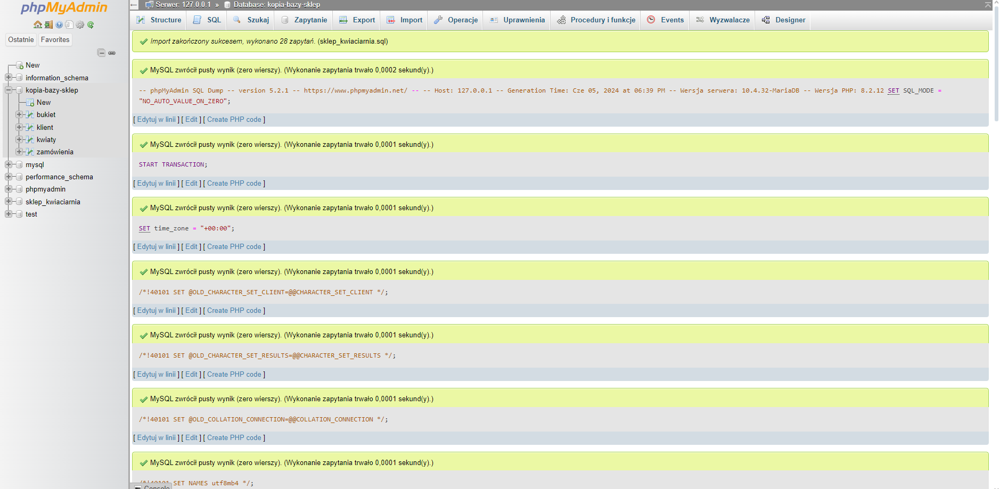 phpMyAdmin
Ostatnie Favorites
New
information_schema
kopia-bazy-sklep
New
bukiet
klient
kwiaty
zamówienia
mysql
performance_schema
phpmyadmin
sklep_kwiaciarnia
test
Serwer: 127.0.0.1 » Database: kopia-bazy-sklep
Structure SQL Szukaj Zapytanie Export Import Operacje Uprawnienia Procedury i funkcje Events Wyzwalacze Designer
Import zakończony sukcesem, wykonano 28 zapytań. (sklep_kwiaciarnia.sql)
MySQL zwrócił pusty wynik (zero wierszy). (Wykonanie zapytania trwało 0,0002 sekund(y).)
-- phpMyAdmin SQL Dump -- version 5.2.1 -- https://www.phpmyadmin.net/ -- -- Host: 127.0.0.1 -- Generation Time: Cze 05, 2024 at 06:39 PM -- Wersja serwera: 10.4.32-MariaDB -- Wersja PHP: 8.2.12 SET SQL_MODE =
"NO_AUTO_VALUE_ON_ZERO";
[ Edytuj w linii ] [ Edit ] [ Create PHP code ]
MySQL zwrócił pusty wynik (zero wierszy). (Wykonanie zapytania trwało 0,0001 sekund(y).)
START TRANSACTION;
[ Edytuj w linii ] [ Edit ] [ Create PHP code ]
MySQL zwrócił pusty wynik (zero wierszy). (Wykonanie zapytania trwało 0,0001 sekund(y).)
SET time_zone = "+00:00";
[ Edytuj w linii ] [ Edit ] [ Create PHP code ]
MySQL zwrócił pusty wynik (zero wierszy). (Wykonanie zapytania trwało 0,0001 sekund(y).)
/*!40101 SET @OLD_CHARACTER_SET_CLIENT=@@CHARACTER_SET_CLIENT */;
[ Edytuj w linii ] [ Edit ] [ Create PHP code ]
MySQL zwrócił pusty wynik (zero wierszy). (Wykonanie zapytania trwało 0,0001 sekund(y).)
/*!40101 SET @OLD_CHARACTER_SET_RESULTS=@@CHARACTER_SET_RESULTS */;
[ Edytuj w linii ] [ Edit ] [ Create PHP code ]
MySQL zwrócił pusty wynik (zero wierszy). (Wykonanie zapytania trwało 0,0001 sekund(y).)
/*!40101 SET @OLD_COLLATION_CONNECTION=@@COLLATION_CONNECTION */;
[ Edytuj w linii ] [ Edit ] [ Create PHP code ]
MySQL zwrócił pusty wynik (zero wierszy). (Wykonanie zapytania trwało 0,0001 sekund(y).)
/*!40101 SET NAMES utf8mb4 */;
Console